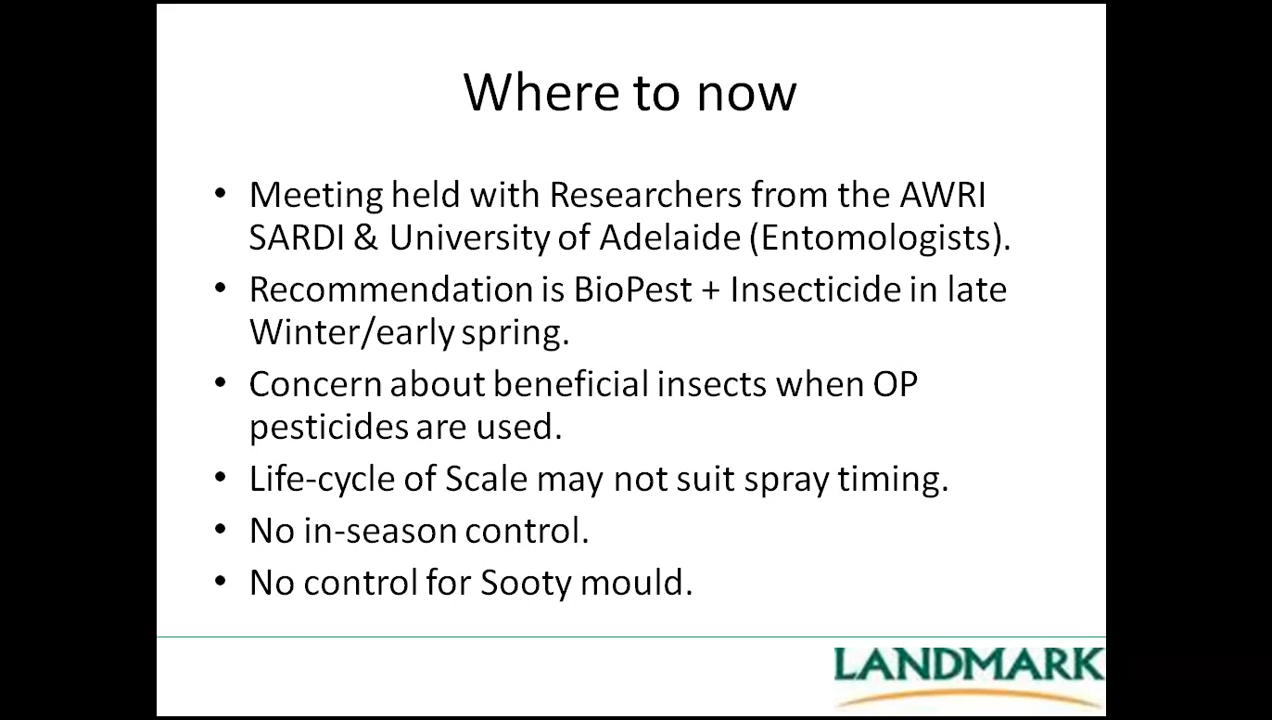 Where to now
• Meeting held with Researchers from the AWRI
SARDI & University of Adelaide (Entomologists).
• Recommendation is BioPest + Insecticide in late
Winter/early spring.
• Concern about beneficial insects when OP
pesticides are used.
• Life-cycle of Scale may not suit spray timing.
• No in-season control.
• No control for Sooty mould.
LANDMARK